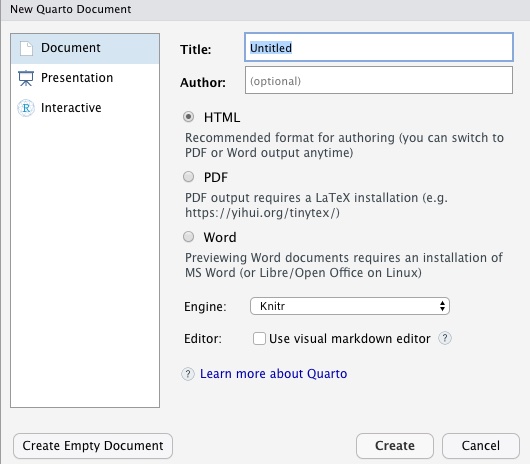 New Quarto Document
Document
Presentation
R Interactive
Title: Untitled
Author: (optional)
HTML
Recommended format for authoring (you can switch to
PDF or Word output anytime)
PDF
PDF output requires a LaTeX installation (e.g.
https://yihui.org/tinytex/)
Word
Previewing Word documents requires an installation of
MS Word (or Libre/Open Office on Linux)
Engine: Knitr
Editor: Use visual markdown editor ?
? Learn more about Quarto
Create Empty Document Create Cancel